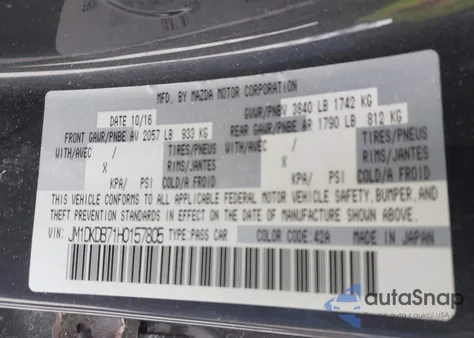 MFD. BY MAZDA MOTOR CORPORATION
DATE 10/16 GVWR/PNBV 3840 LB 1742 KG
FRONT GAWR/PNBE AV 2057 LB 933 KG REAR GAWR/PNBE AR 1790 LB 812 KG
WITH/AVEC / TIRES/PNEUS WITH/AVEC / TIRES/PNEUS
X RIMS/JANTES X RIMS/JANTES
KPA/ PSI COLD/A FROID KPA/ PSI COLD/A FROID
THIS VEHICLE CONFORMS TO ALL APPLICABLE FEDERAL MOTOR VEHICLE SAFETY, BUMPER, AND
THEFT PREVENTION STANDARDS IN EFFECT ON THE DATE OF MANUFACTURE SHOWN ABOVE.
VIN: JM1DKDB71H0157805 TYPE: PASS CAR COLOR CODE: 42A MADE IN JAPAN
autoSnap